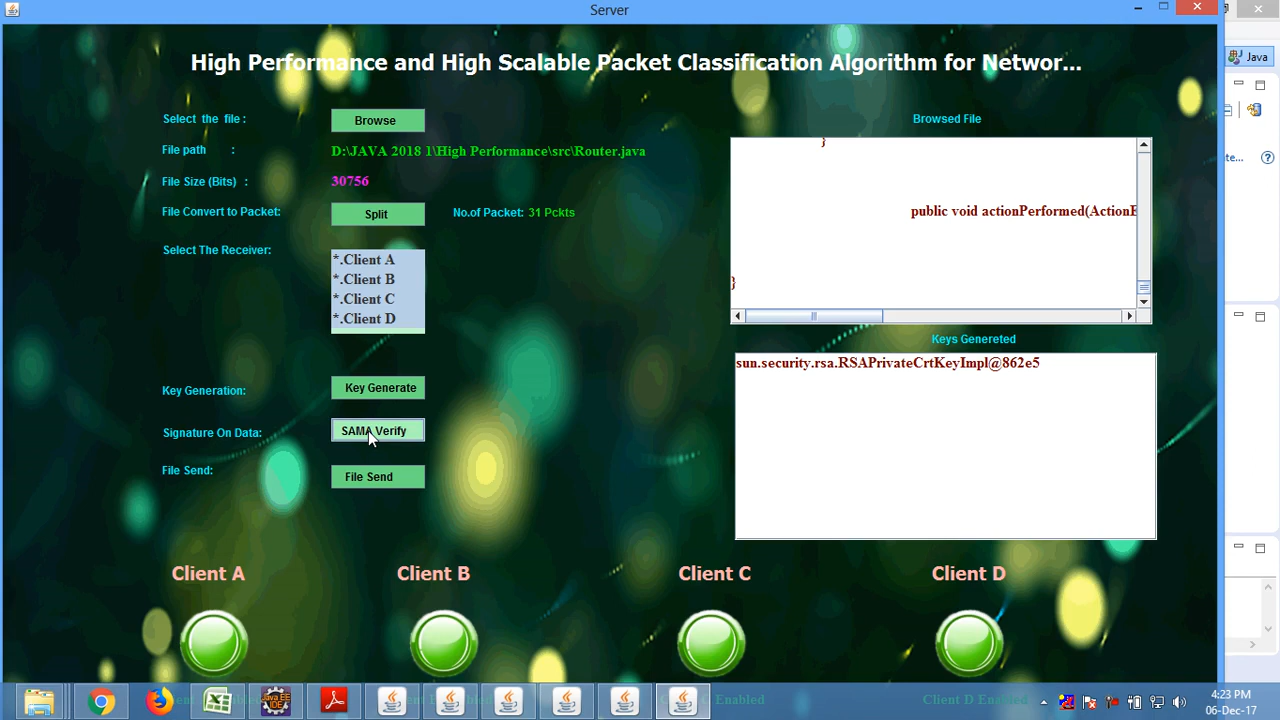 Server
High Performance and High Scalable Packet Classification Algorithm for Networ...
Java
Select the file :
Browse
File path :
D:\JAVA 2018 1\High Performance\src\Router.java
File Size (Bits) :
30756
File Convert to Packet:
Split
No.of Packet: 31 Pckts
Select The Receiver:
*.Client A
*.Client B
*.Client C
*.Client D
Browsed File
}
public void actionPerformed(ActionE
}
te...
Keys Genereted
sun.security.rsa.RSAPrivateCrtKeyImpl@862e5
Key Generation:
Key Generate
Signature On Data:
SAMA Verify
File Send:
File Send
Client A
Client B
Client C
Client D
Enabled
Client D Enabled
Java EE
IDE
4:23 PM
06-Dec-17